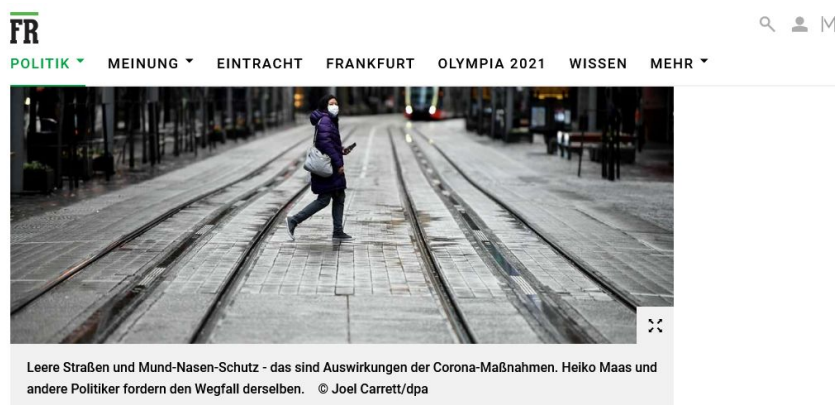 FR
POLITIK MEINUNG EINTRACHT FRANKFURT OLYMPIA 2021 WISSEN MEHR
Leere Straßen und Mund-Nasen-Schutz - das sind Auswirkungen der Corona-Maßnahmen. Heiko Maas und
andere Politiker fordern den Wegfall derselben. © Joel Carrett/dpa